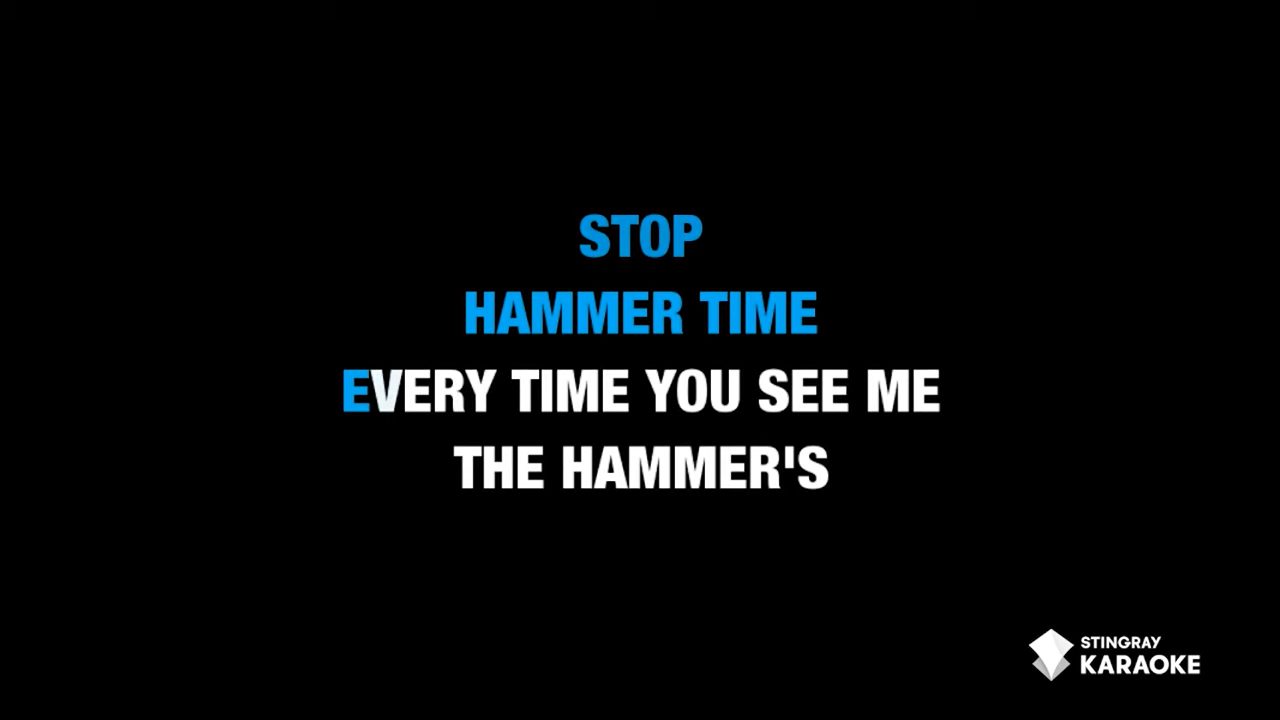 STOP
HAMMER TIME
EVERY TIME YOU SEE ME
THE HAMMER'S
STINGRAY
KARAOKE